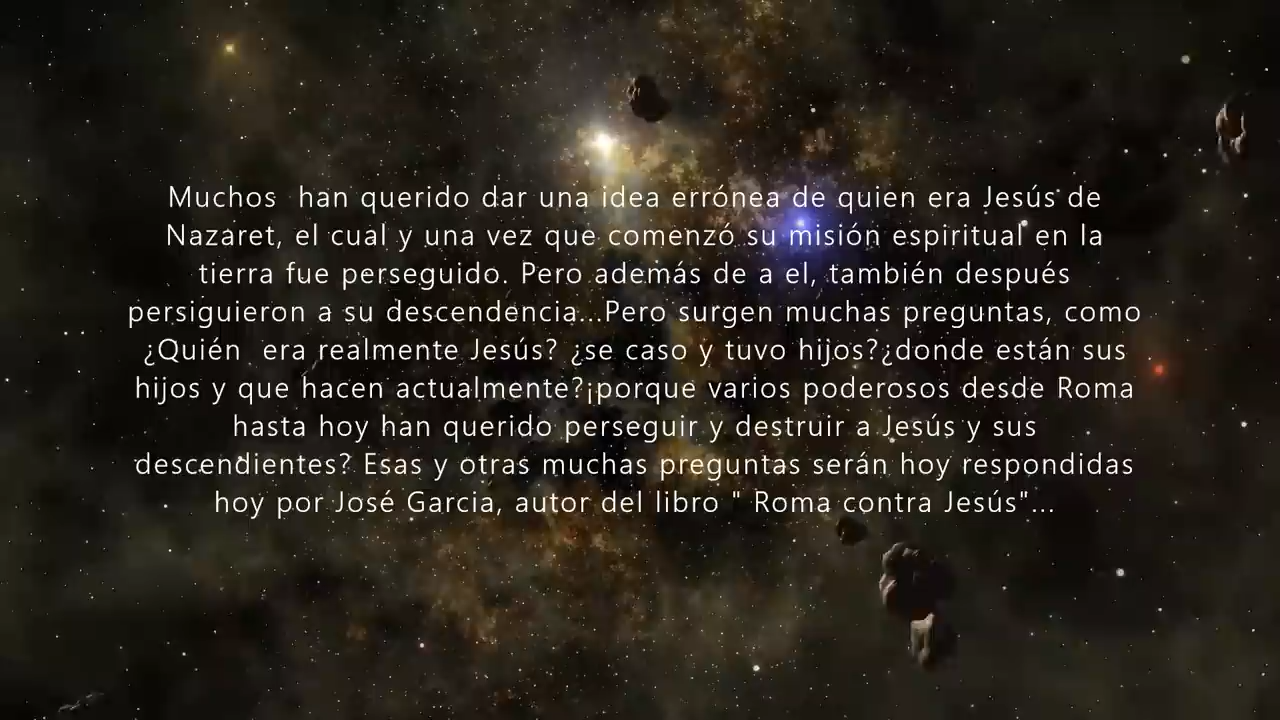 Muchos  han querido dar una idea errónea de quien era Jesús de
Nazaret, el cual y una vez que comenzó su misión espiritual en la
tierra fue perseguido. Pero además de a el, también después
persiguieron a su descendencia...Pero surgen muchas preguntas, como
¿Quién  era realmente Jesús? ¿se caso y tuvo hijos?¿donde están sus
hijos y que hacen actualmente?¡porque varios poderosos desde Roma
hasta hoy han querido perseguir y destruir a Jesús y sus
descendientes? Esas y otras muchas preguntas serán hoy respondidas
hoy por José Garcia, autor del libro " Roma contra Jesús"...